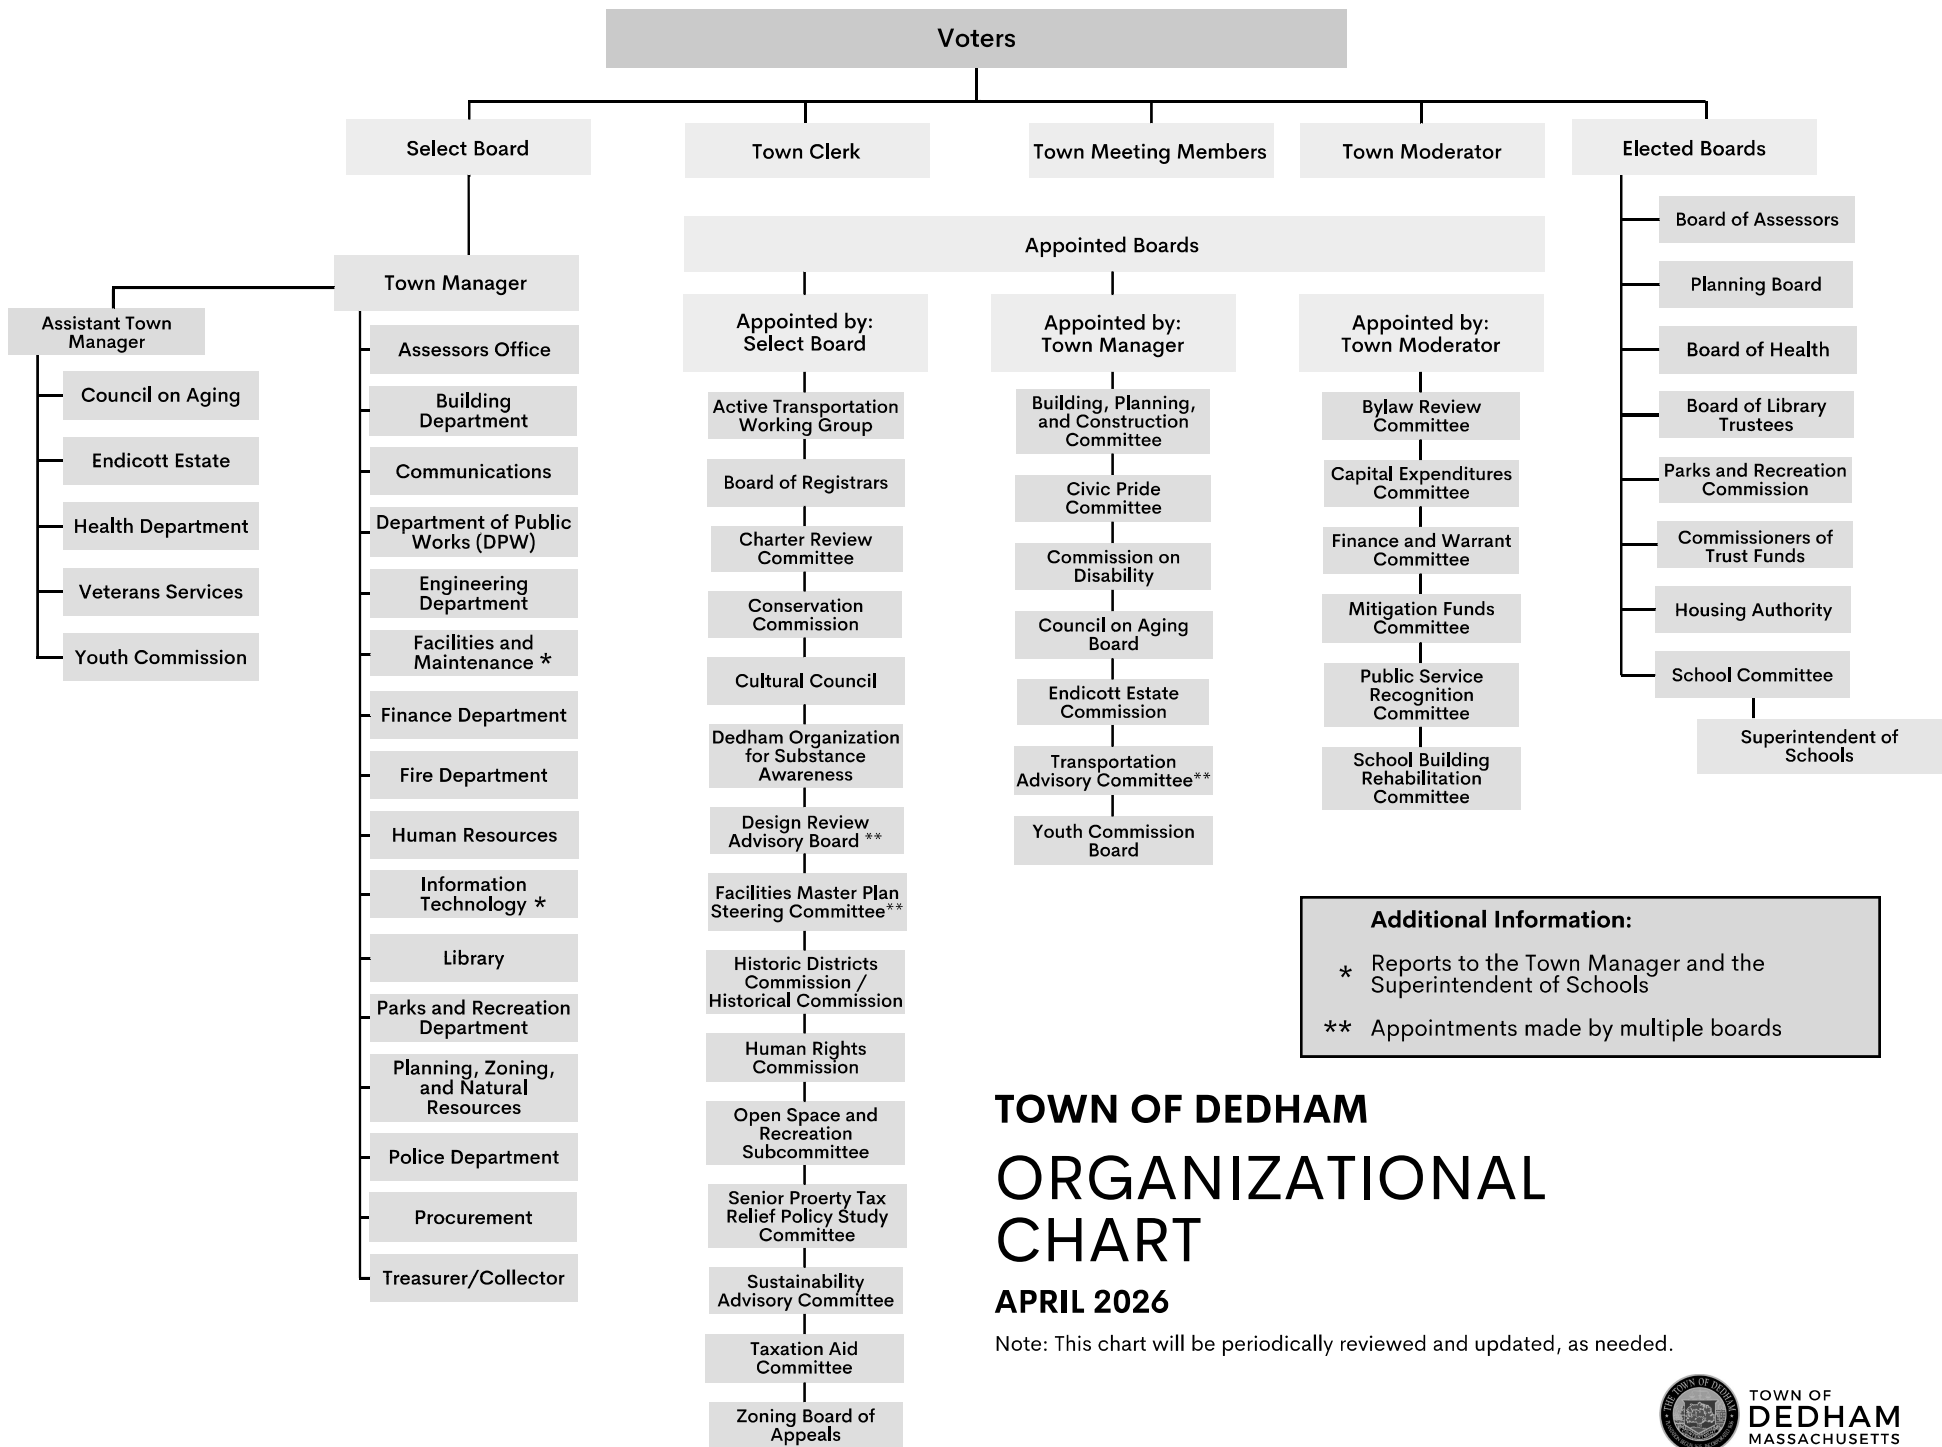 Voters
Select Board
Town Clerk
Town Meeting Members
Town Moderator
Elected Boards
Town Manager
Assistant Town
Manager
Council on Aging
Endicott Estate
Health Department
Veterans Services
Youth Commission
Assessors Office
Building
Department
Communications
Department of Public
Works (DPW)
Engineering
Department
Facilities and
Maintenance *
Finance Department
Fire Department
Human Resources
Information
Technology *
Library
Parks and Recreation
Department
Planning, Zoning,
and Natural
Resources
Police Department
Procurement
Treasurer/Collector
Appointed Boards
Appointed by:
Select Board
Active Transportation
Working Group
Board of Registrars
Charter Review
Committee
Conservation
Commission
Cultural Council
Dedham Organization
for Substance
Awareness
Design Review
Advisory Board **
Facilities Master Plan
Steering Committee**
Historic Districts
Commission /
Historical Commission
Human Rights
Commission
Open Space and
Recreation
Subcommittee
Senior Proerty Tax
Relief Policy Study
Committee
Sustainability
Advisory Committee
Taxation Aid
Committee
Zoning Board of
Appeals
Appointed by:
Town Manager
Building, Planning,
and Construction
Committee
Civic Pride
Committee
Commission on
Disability
Council on Aging
Board
Endicott Estate
Commission
Transportation
Advisory Committee**
Youth Commission
Board
Appointed by:
Town Moderator
Bylaw Review
Committee
Capital Expenditures
Committee
Finance and Warrant
Committee
Mitigation Funds
Committee
Public Service
Recognition
Committee
School Building
Rehabilitation
Committee
Board of Assessors
Planning Board
Board of Health
Board of Library
Trustees
Parks and Recreation
Commission
Commissioners of
Trust Funds
Housing Authority
School Committee
Superintendent of
Schools
Additional Information:
* Reports to the Town Manager and the
Superintendent of Schools
** Appointments made by multiple boards
TOWN OF DEDHAM
ORGANIZATIONAL
CHART
APRIL 2026
Note: This chart will be periodically reviewed and updated, as needed.
THE TOWN OF DEDHAM
TOWN OF
DEDHAM
MASSACHUSETTS